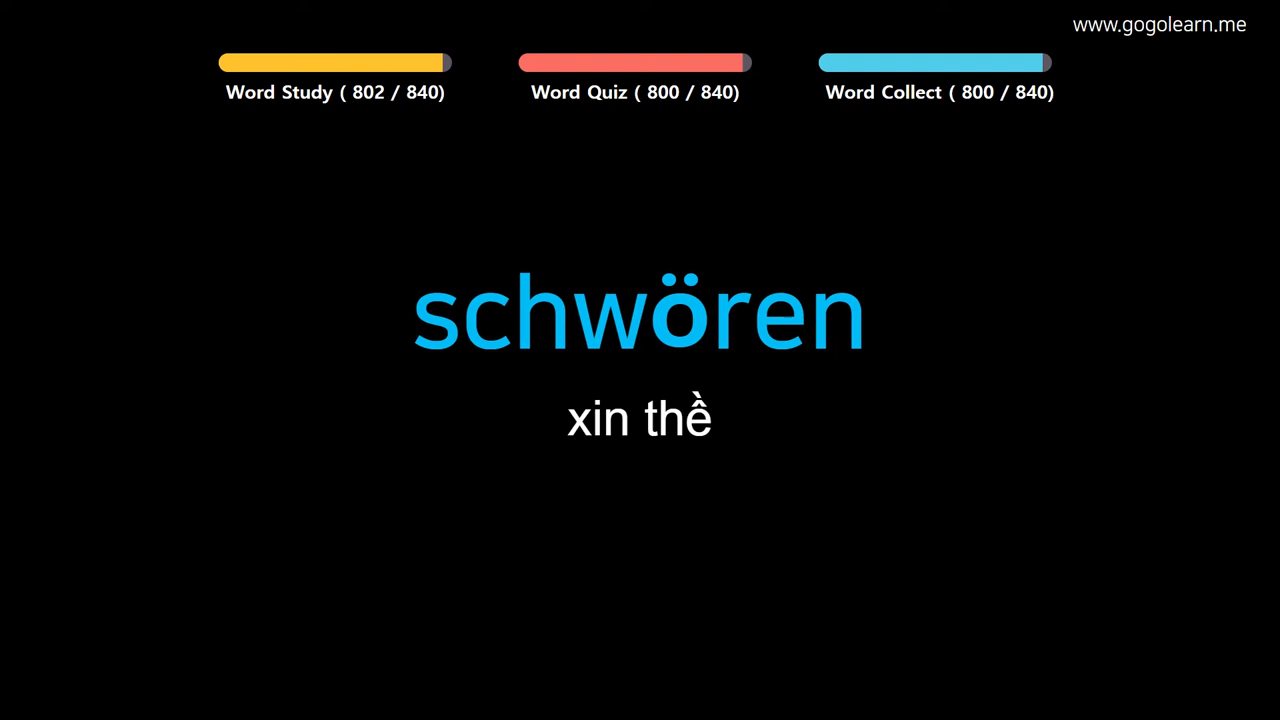 www.gogolearn.me
Word Study ( 802 / 840)
Word Quiz ( 800 / 840)
Word Collect ( 800 / 840)
schwören
xin thề